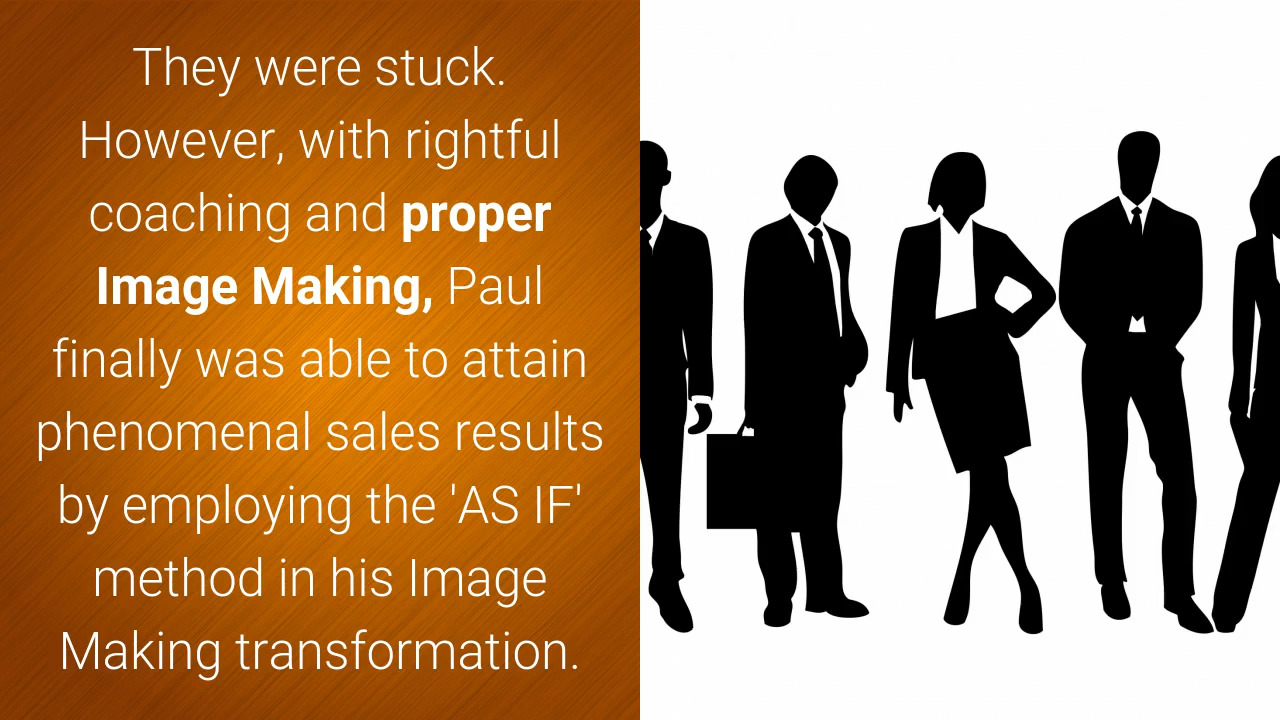 They were stuck.
However, with rightful
coaching and proper
Image Making, Paul
finally was able to attain
phenomenal sales results
by employing the 'AS IF'
method in his Image
Making transformation.